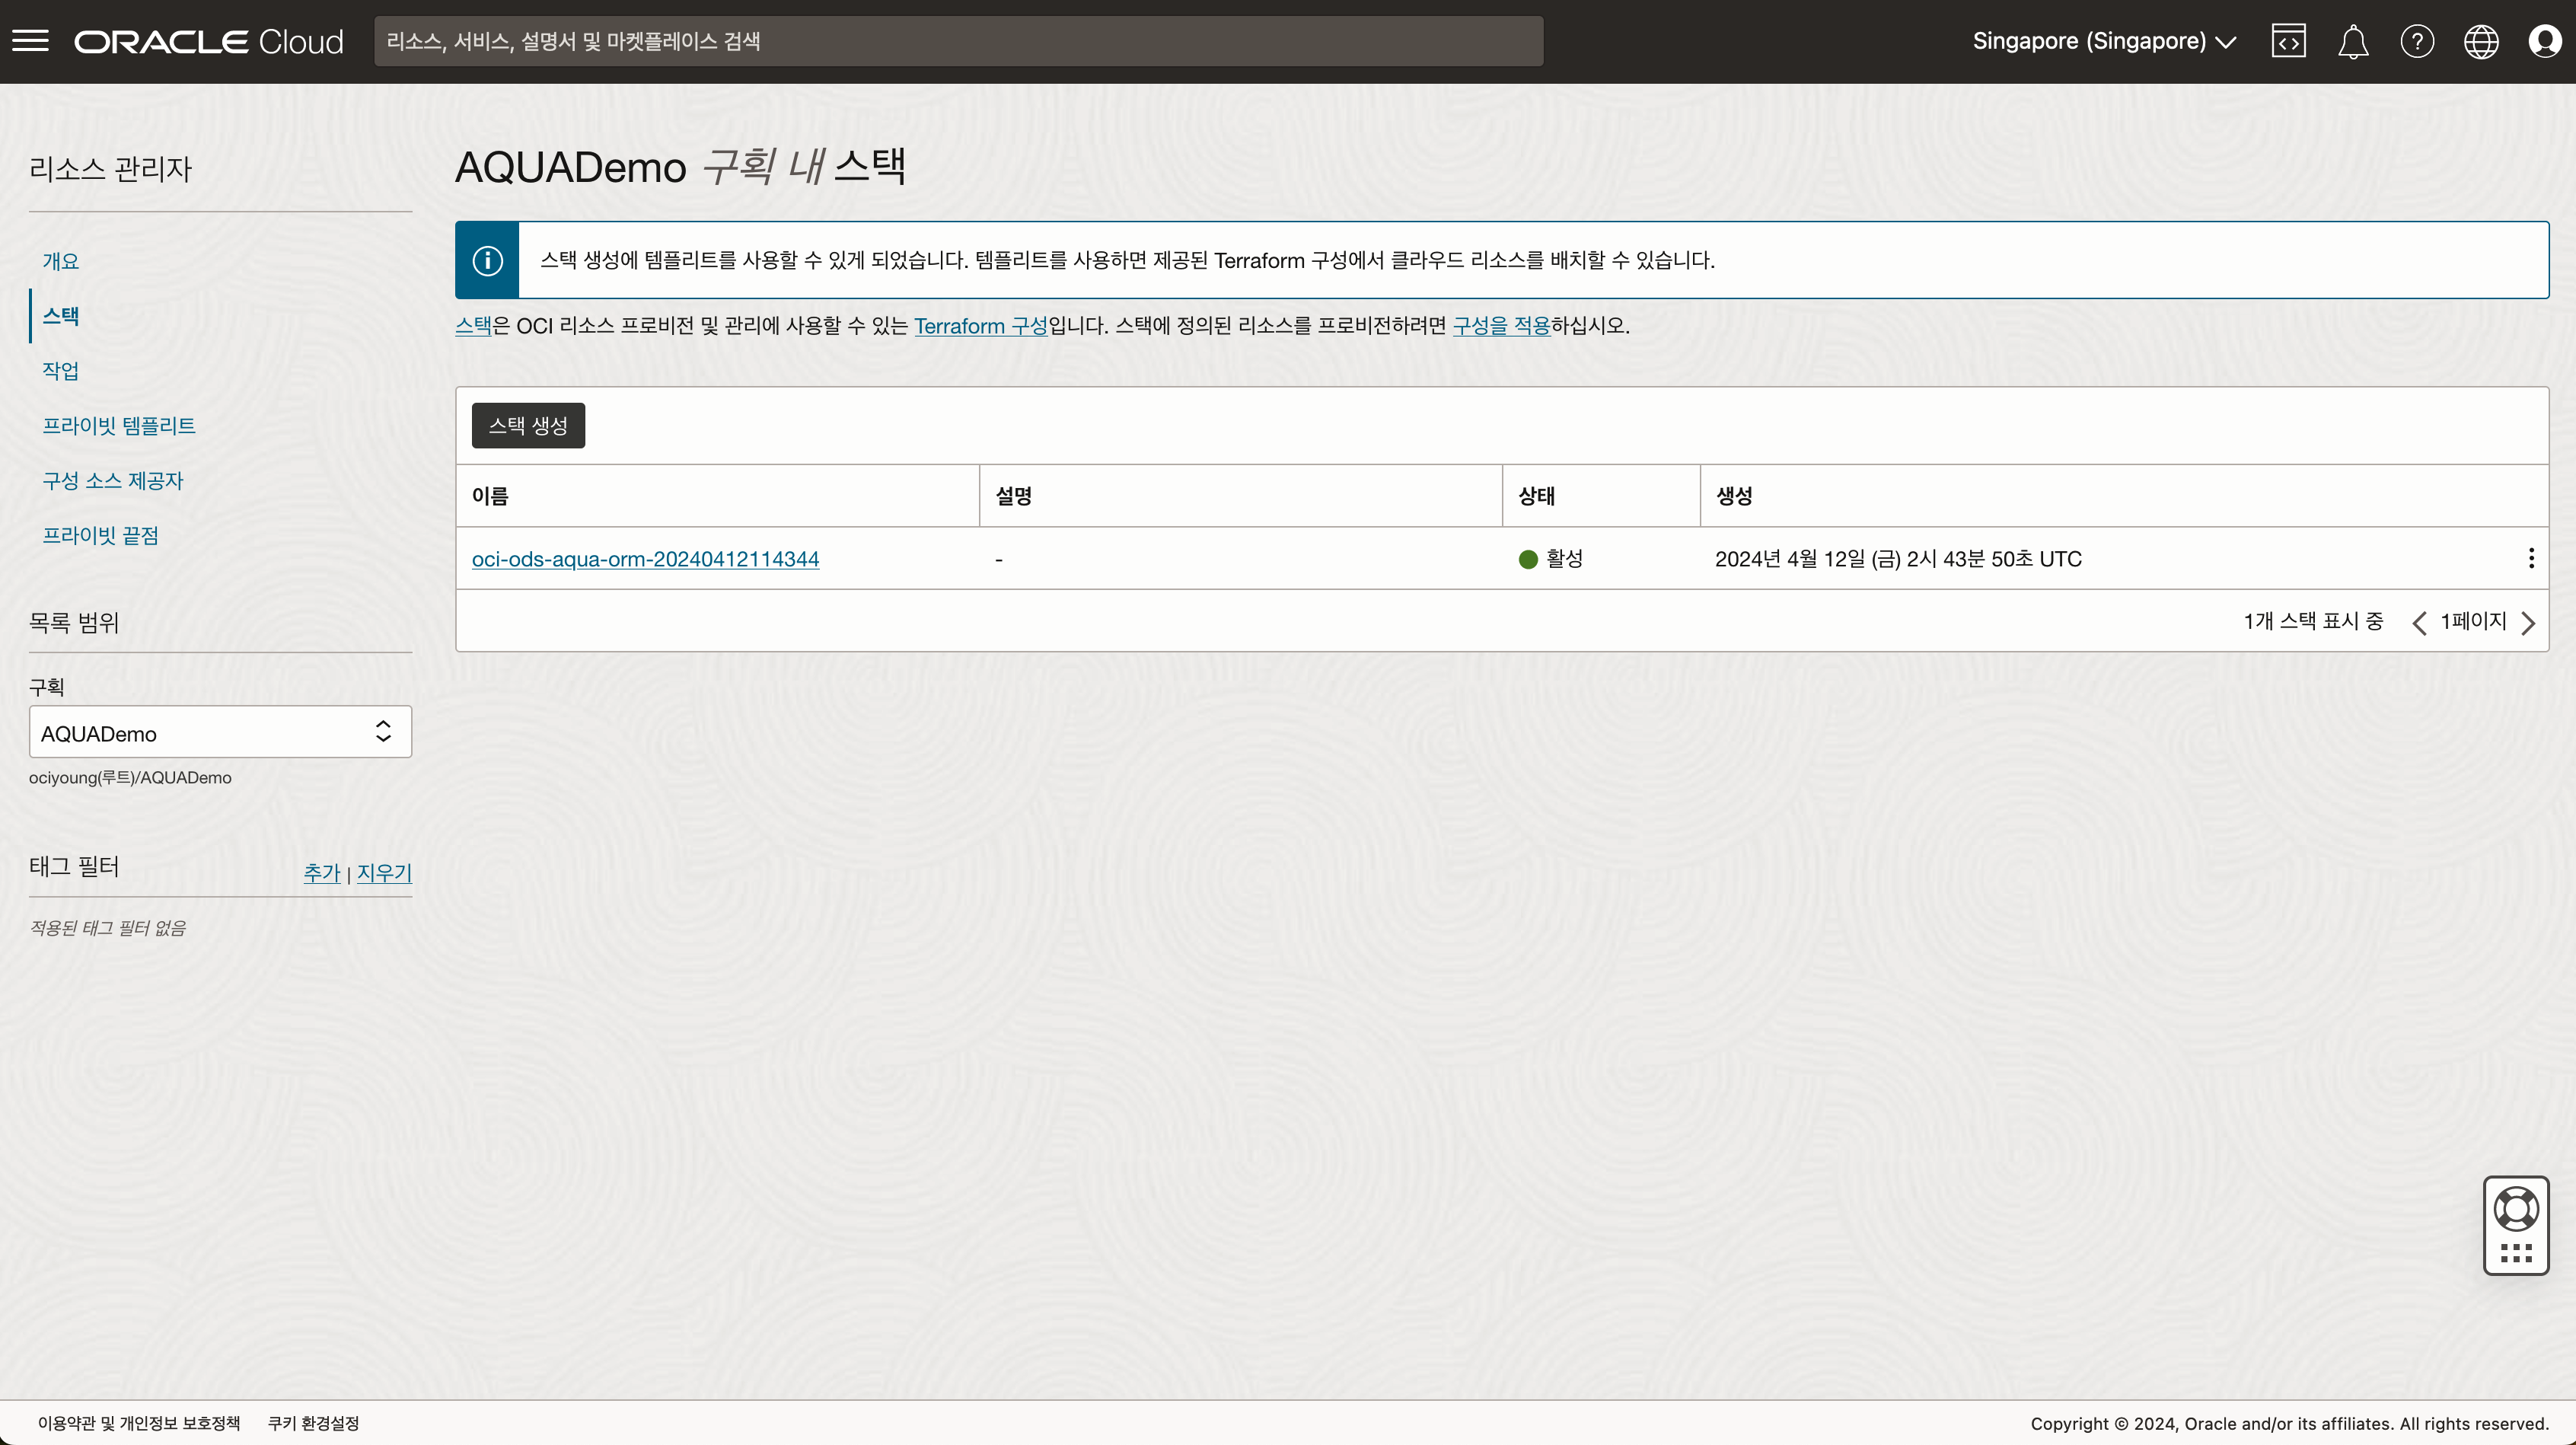 ORACLE Cloud
리소스, 서비스, 설명서 및 마켓플레이스 검색
Singapore (Singapore)
리소스 관리자
개요
스택
작업
프라이빗 템플리트
구성 소스 제공자
프라이빗 끝점
목록 범위
구획
AQUADemo
ociyoung(루트)/AQUADemo
태그 필터
추가 | 지우기
적용된 태그 필터 없음
AQUADemo 구획 내 스택
스택 생성에 템플리트를 사용할 수 있게 되었습니다. 템플리트를 사용하면 제공된 Terraform 구성에서 클라우드 리소스를 배치할 수 있습니다.
스택은 OCI 리소스 프로비전 및 관리에 사용할 수 있는 Terraform 구성입니다. 스택에 정의된 리소스를 프로비전하려면 구성을 적용하십시오.
스택 생성
이름 설명 상태 생성
oci-ods-aqua-orm-20240412114344 - 활성 2024년 4월 12일 (금) 2시 43분 50초 UTC
1개 스택 표시 중 1페이지
이용약관 및 개인정보 보호정책 쿠키 환경설정
Copyright © 2024, Oracle and/or its affiliates. All rights reserved.